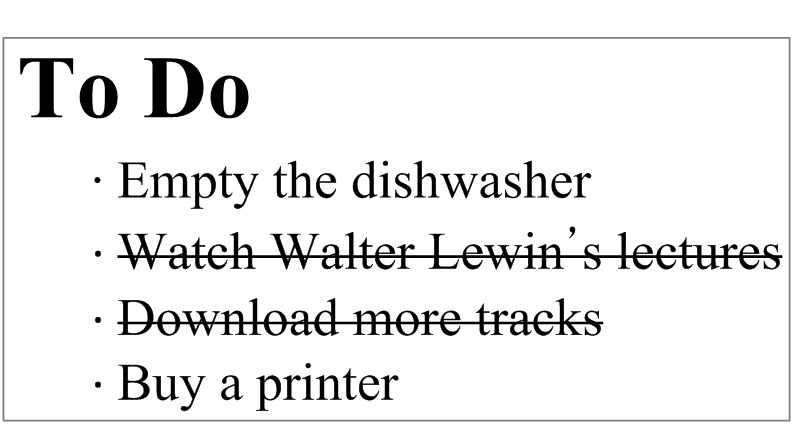 To Do
· Empty the dishwasher
· Watch Walter Lewin’s lectures
· Download more tracks
· Buy a printer